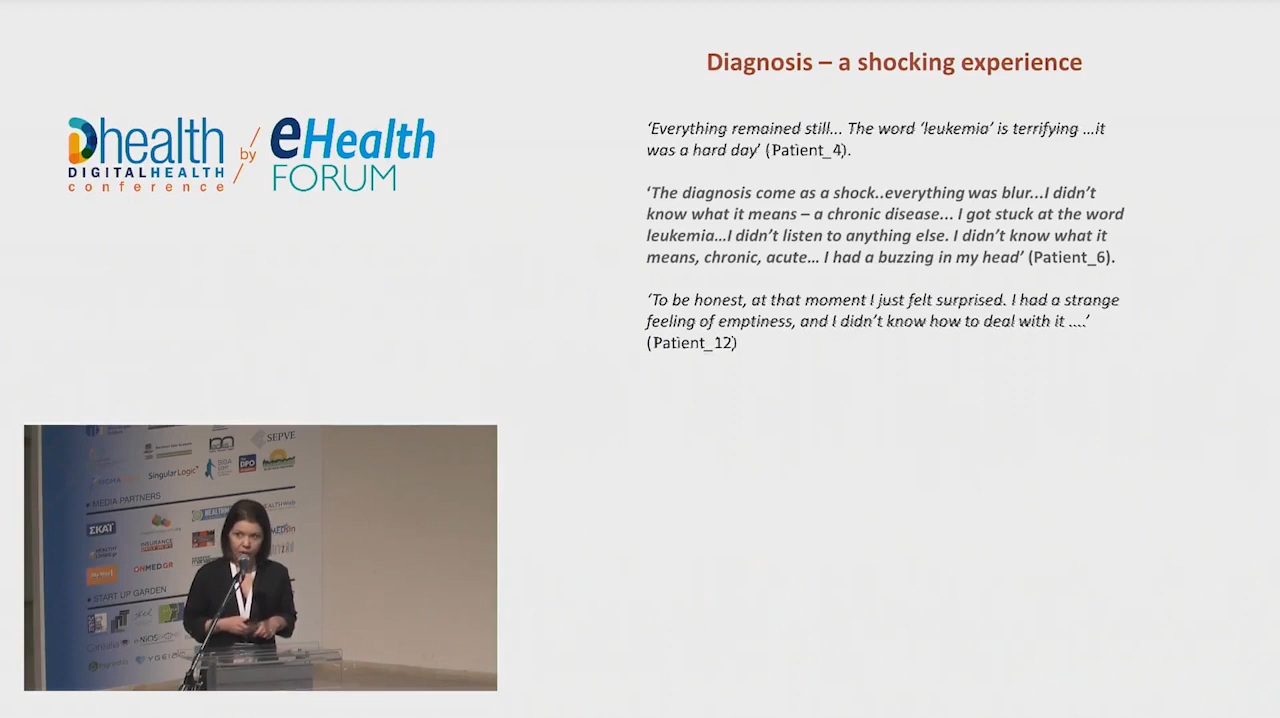 Diagnosis – a shocking experience
dhealth
DIGITALHEALTH
conference
by
eHealth
FORUM
‘Everything remained still... The word ‘leukemia’ is terrifying ...it
was a hard day’ (Patient_4).
‘The diagnosis come as a shock..everything was blur...I didn’t
know what it means – a chronic disease... I got stuck at the word
leukemia...I didn’t listen to anything else. I didn’t know what it
means, chronic, acute... I had a buzzing in my head’ (Patient_6).
‘To be honest, at that moment I just felt surprised. I had a strange
feeling of emptiness, and I didn’t know how to deal with it ....’
(Patient_12)
SEPVE
SingularLogic
DPO
MEDIA PARTNERS
ΣΚΑΪ
INSURANCE
ONMED.GR
START UP GARDEN